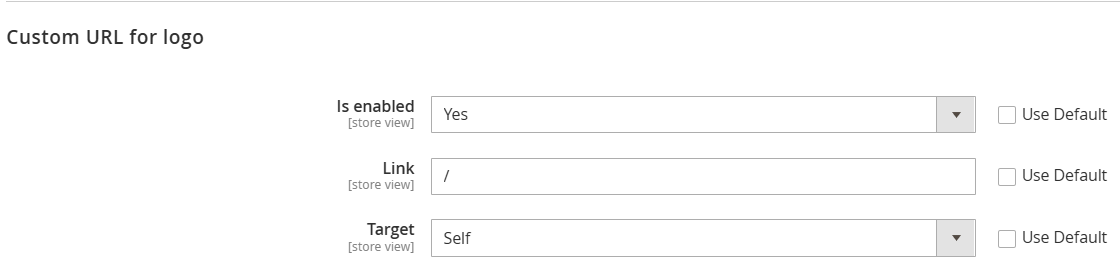 Custom URL for logo
Is enabled
[store view]
Yes
Use Default
Link
[store view]
/
Use Default
Target
[store view]
Self
Use Default